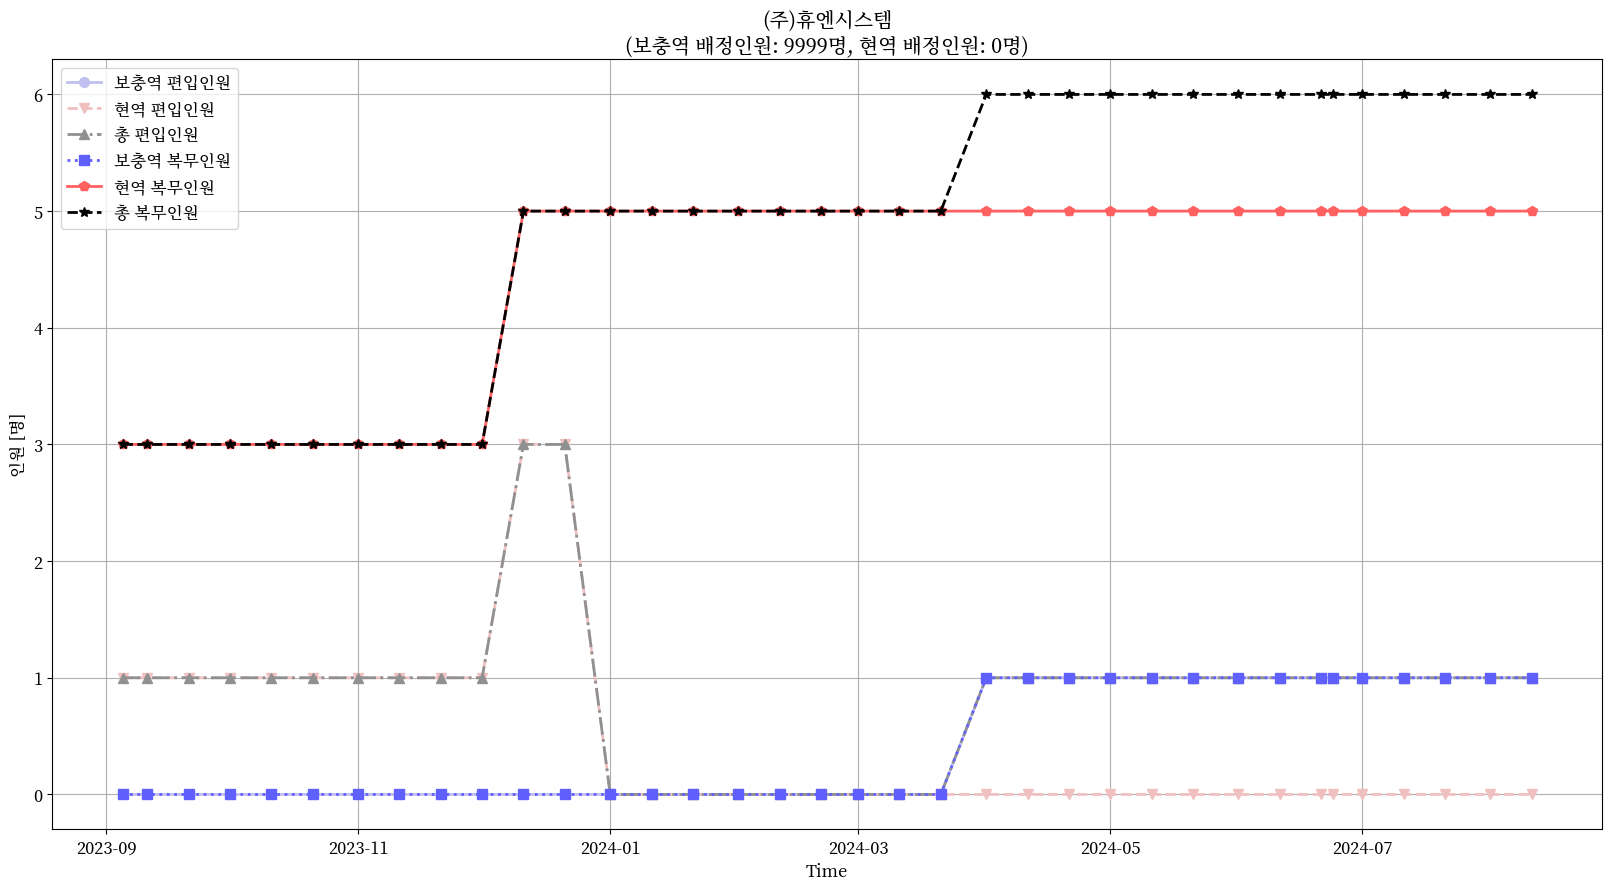 (주)휴엔시스템
(보충역 배정인원: 9999명, 현역 배정인원: 0명)
보충역 편입인원
현역 편입인원
총 편입인원
보충역 복무인원
현역 복무인원
총 복무인원
6
5
4
3
2
1
0
인원 [명]
2023-09
2023-11
2024-01
2024-03
2024-05
2024-07
Time